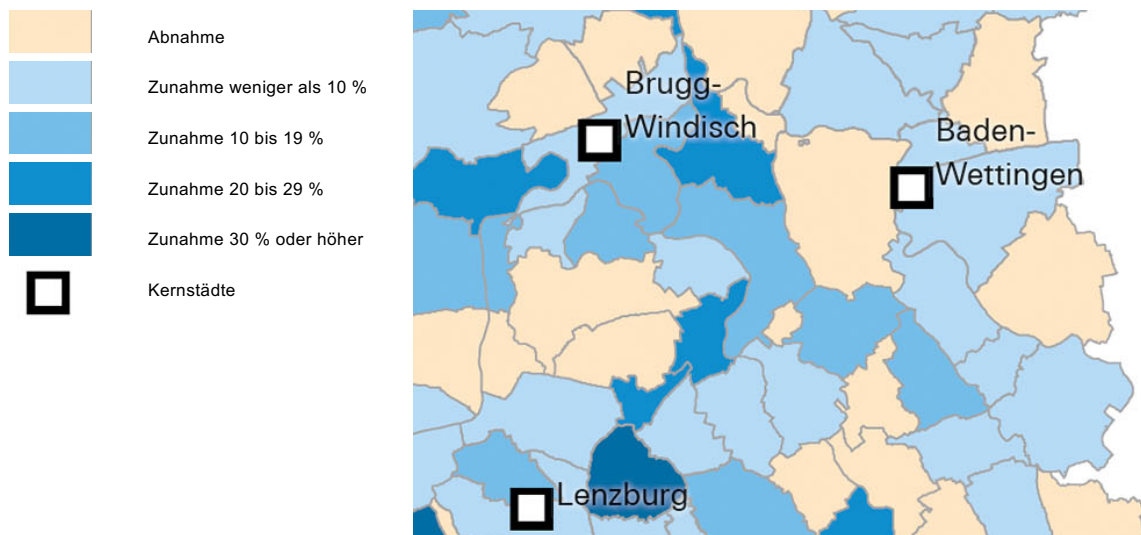 Abnahme
Zunahme weniger als 10 %
Zunahme 10 bis 19 %
Zunahme 20 bis 29 %
Zunahme 30 % oder höher
Kernstädte
Brugg-
Windisch
Baden-
Wettingen
Lenzburg